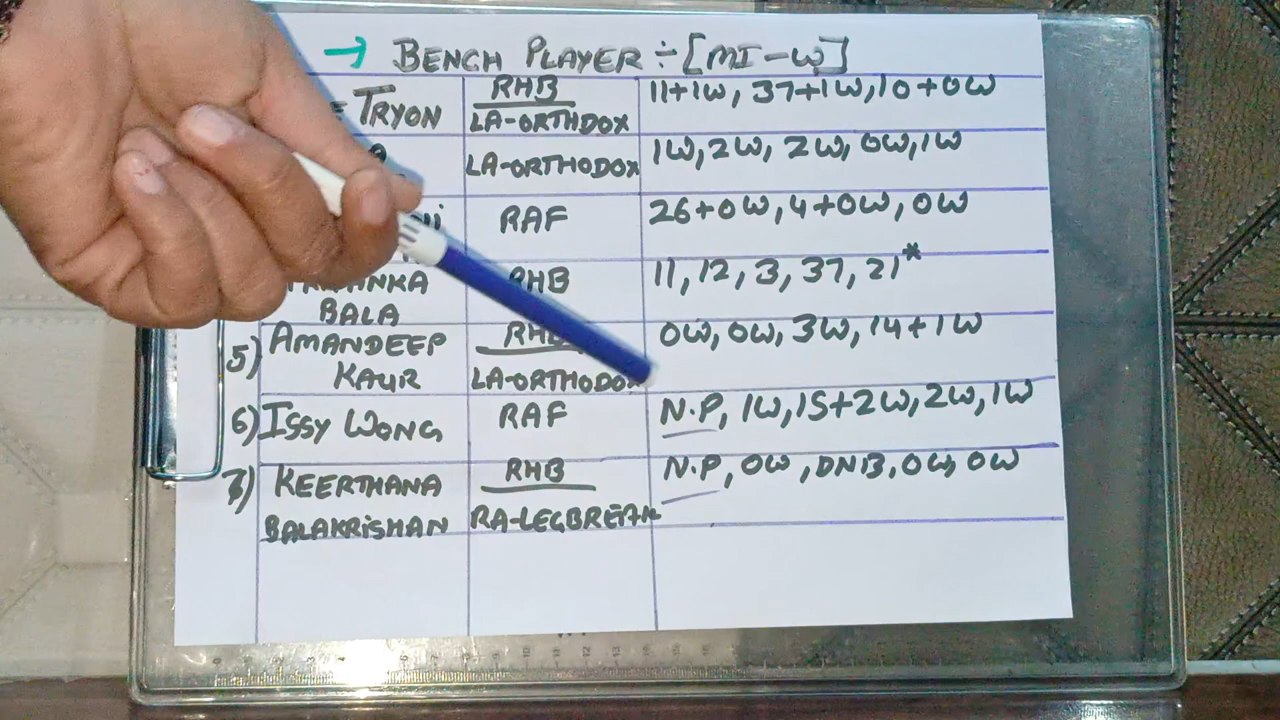 → BENCH PLAYER ÷ [MI-W]
TRYON RHB 11+1W, 37+1W, 10+0W
LA-ORTHDOX
LA-ORTHODOX 1W, 2W, 2W, 0W, 1W
RAF 26+0W, 4+0W, 0W
RHB 11, 12, 3, 37, 21*
BALA
5) AMANDEEP RHB 0W, 0W, 3W, 14+1W
KAUR LA-ORTHODOX
6) ISSY WONG RAF N.P, 1W, 15+2W, 2W, 1W
7) KEERTHANA RHB N.P, 0W, DNB, 0W, 0W
BALAKRISHAN RA-LEGBREAK